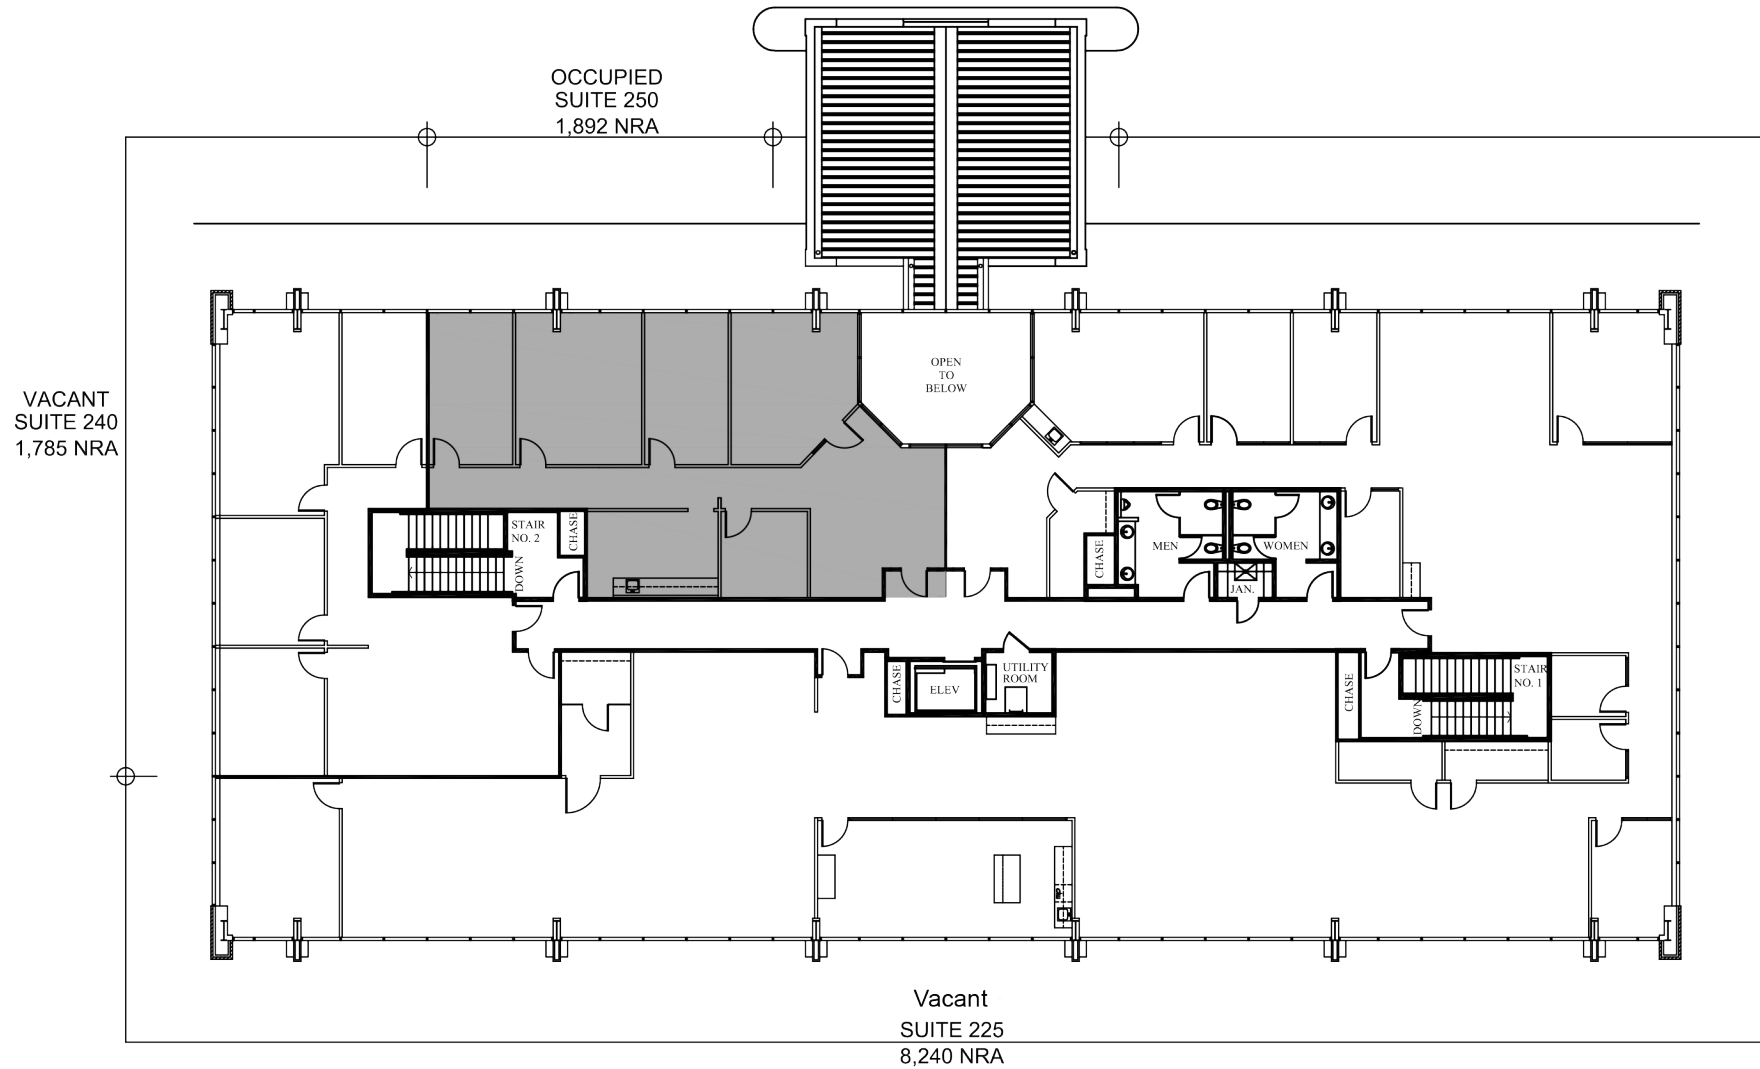 OCCUPIED
SUITE 250
1,892 NRA
VACANT
SUITE 240
1,785 NRA
OPEN
TO
BELOW
STAIR
NO. 2
CHASE
DOWN
CHASE
MEN
WOMEN
JAN.
CHASE
ELEV
UTILITY
ROOM
CHASE
STAIR
NO. 1
DOWN
Vacant
SUITE 225
8,240 NRA